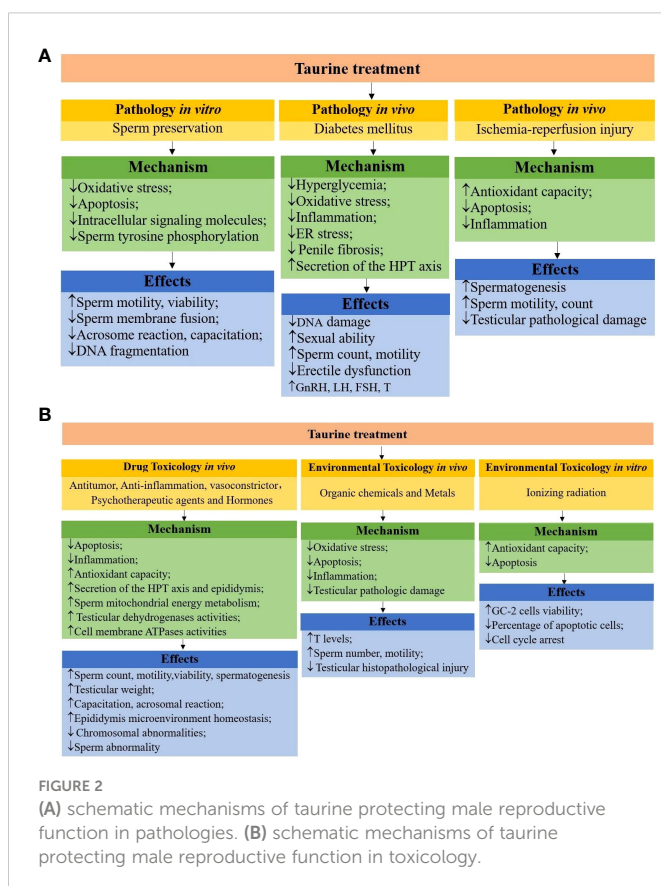 A
Taurine treatment
Pathology in vitro
Sperm preservation
Mechanism
↓Oxidative stress;
↓Apoptosis;
↓Intracellular signaling molecules;
↓Sperm tyrosine phosphorylation
Effects
↑Sperm motility, viability;
↓Sperm membrane fusion;
↓Acrosome reaction, capacitation;
↓DNA fragmentation
Pathology in vivo
Diabetes mellitus
Mechanism
↓Hyperglycemia;
↓Oxidative stress;
↓Inflammation;
↓ER stress;
↓Penile fibrosis;
↑Secretion of the HPT axis
Effects
↓DNA damage
↑Sexual ability
↑Sperm count, motility
↓Erectile dysfunction
↑GnRH, LH, FSH, T
Pathology in vivo
Ischemia-reperfusion injury
Mechanism
↑Antioxidant capacity;
↓Apoptosis;
↓Inflammation
Effects
↑Spermatogenesis
↑Sperm motility, count
↓Testicular pathological damage
B
Taurine treatment
Drug Toxicology in vivo
Antitumor, Anti-inflammation, vasoconstrictor,
Psychotherapeutic agents and Hormones
Mechanism
↓Apoptosis;
↓Inflammation;
↑Antioxidant capacity;
↑Secretion of the HPT axis and epididymis;
↑Sperm mitochondrial energy metabolism;
↑ Testicular dehydrogenases activities;
↑Cell membrane ATPases activities
Effects
↑Sperm count, motility,viability, spermatogenesis
↑Testicular weight;
↑Capacitation, acrosomal reaction;
↑Epididymis microenvironment homeostasis;
↓ Chromosomal abnormalities;
↓Sperm abnormality
Environmental Toxicology in vivo
Organic chemicals and Metals
Mechanism
↓Oxidative stress;
↓Apoptosis;
↓Inflammation;
↓Testicular pathologic damage
Effects
↑T levels;
↑Sperm number, motility;
↓ Testicular histopathological injury
Environmental Toxicology in vitro
Ionizing radiation
Mechanism
↑Antioxidant capacity;
↓Apoptosis
Effects
↑GC-2 cells viability;
↓Percentage of apoptotic cells;
↓Cell cycle arrest
FIGURE 2
(A) schematic mechanisms of taurine protecting male reproductive
function in pathologies. (B) schematic mechanisms of taurine
protecting male reproductive function in toxicology.